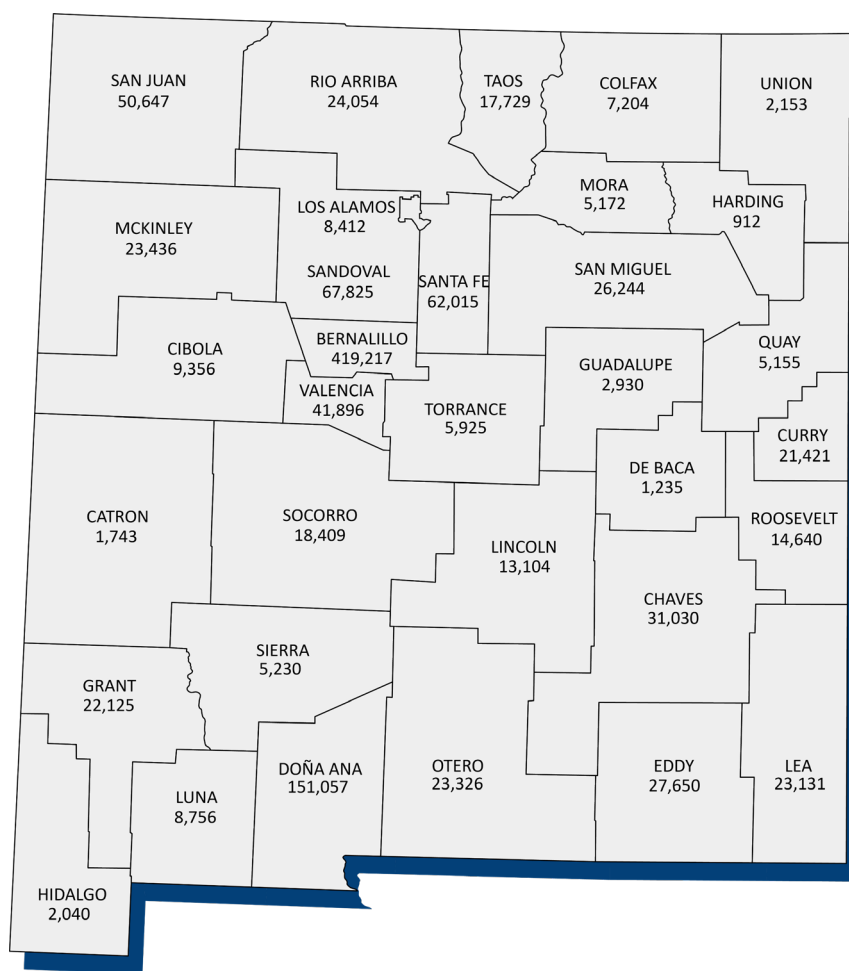 SAN JUAN
50,647
RIO ARRIBA
24,054
TAOS
17,729
COLFAX
7,204
UNION
2,153
MORA
5,172
HARDING
912
LOS ALAMOS
8,412
MCKINLEY
23,436
SANDOVAL
67,825
SANTA FE
62,015
SAN MIGUEL
26,244
BERNALILLO
419,217
CIBOLA
9,356
QUAY
5,155
GUADALUPE
2,930
VALENCIA
41,896
TORRANCE
5,925
CURRY
21,421
DE BACA
1,235
CATRON
1,743
SOCORRO
18,409
ROOSEVELT
14,640
LINCOLN
13,104
CHAVES
31,030
SIERRA
5,230
GRANT
22,125
DOÑA ANA
151,057
OTERO
23,326
EDDY
27,650
LEA
23,131
LUNA
8,756
HIDALGO
2,040